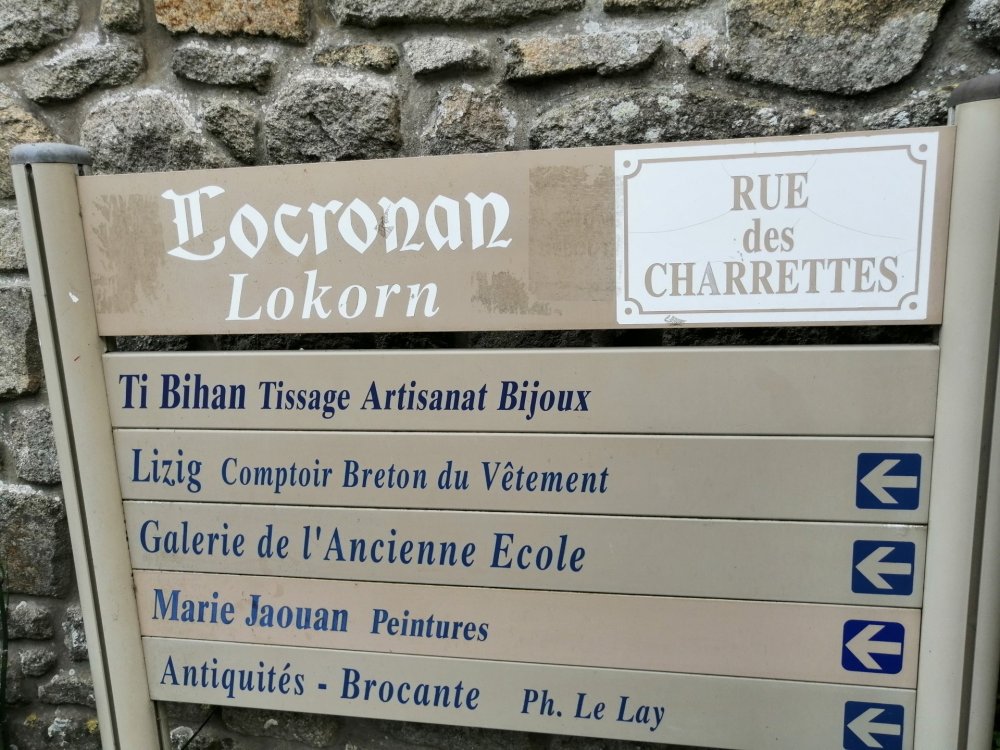 Locronan
Lokorn
RUE
des
CHARRETTES
Ti Bihan Tissage Artisanat Bijoux
Lizig Comptoir Breton du Vêtement
Galerie de l'Ancienne Ecole
Marie Jaouan Peintures
Antiquités - Brocante Ph. Le Lay